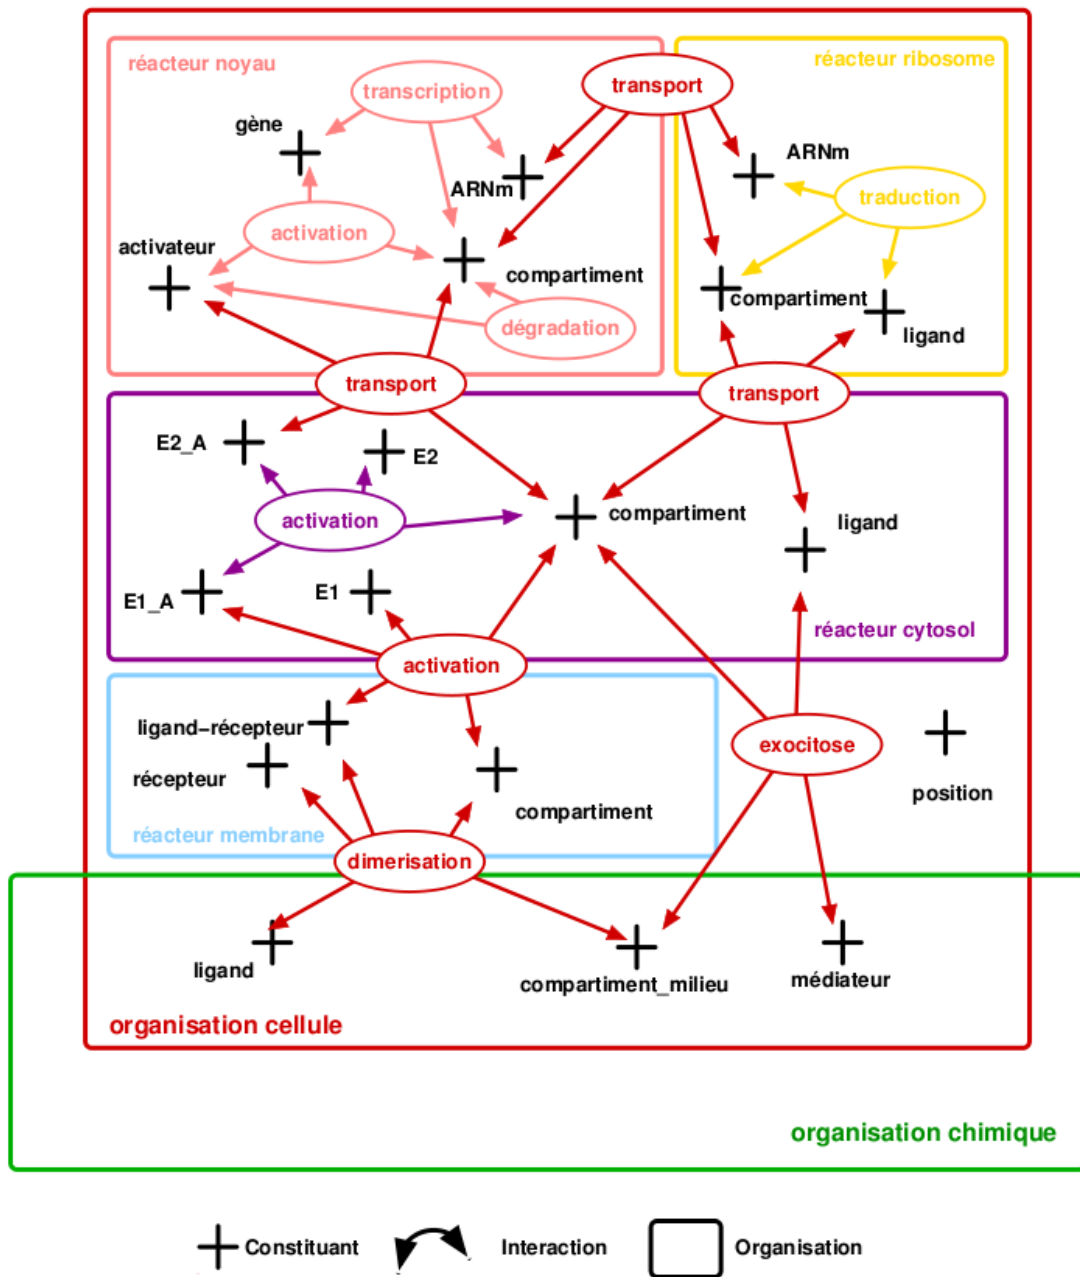 réacteur noyau
transcription
transport
réacteur ribosome
gène
ARNm
ARNm
traduction
activation
activateur
compartiment
compartiment
dégradation
ligand
transport
transport
E2_A
E2
activation
compartiment
ligand
E1_A
E1
réacteur cytosol
activation
ligand–récepteur
exocitose
récepteur
position
compartiment
réacteur membrane
dimerisation
ligand
compartiment_milieu
médiateur
organisation cellule
organisation chimique
Constituant
Interaction
Organisation